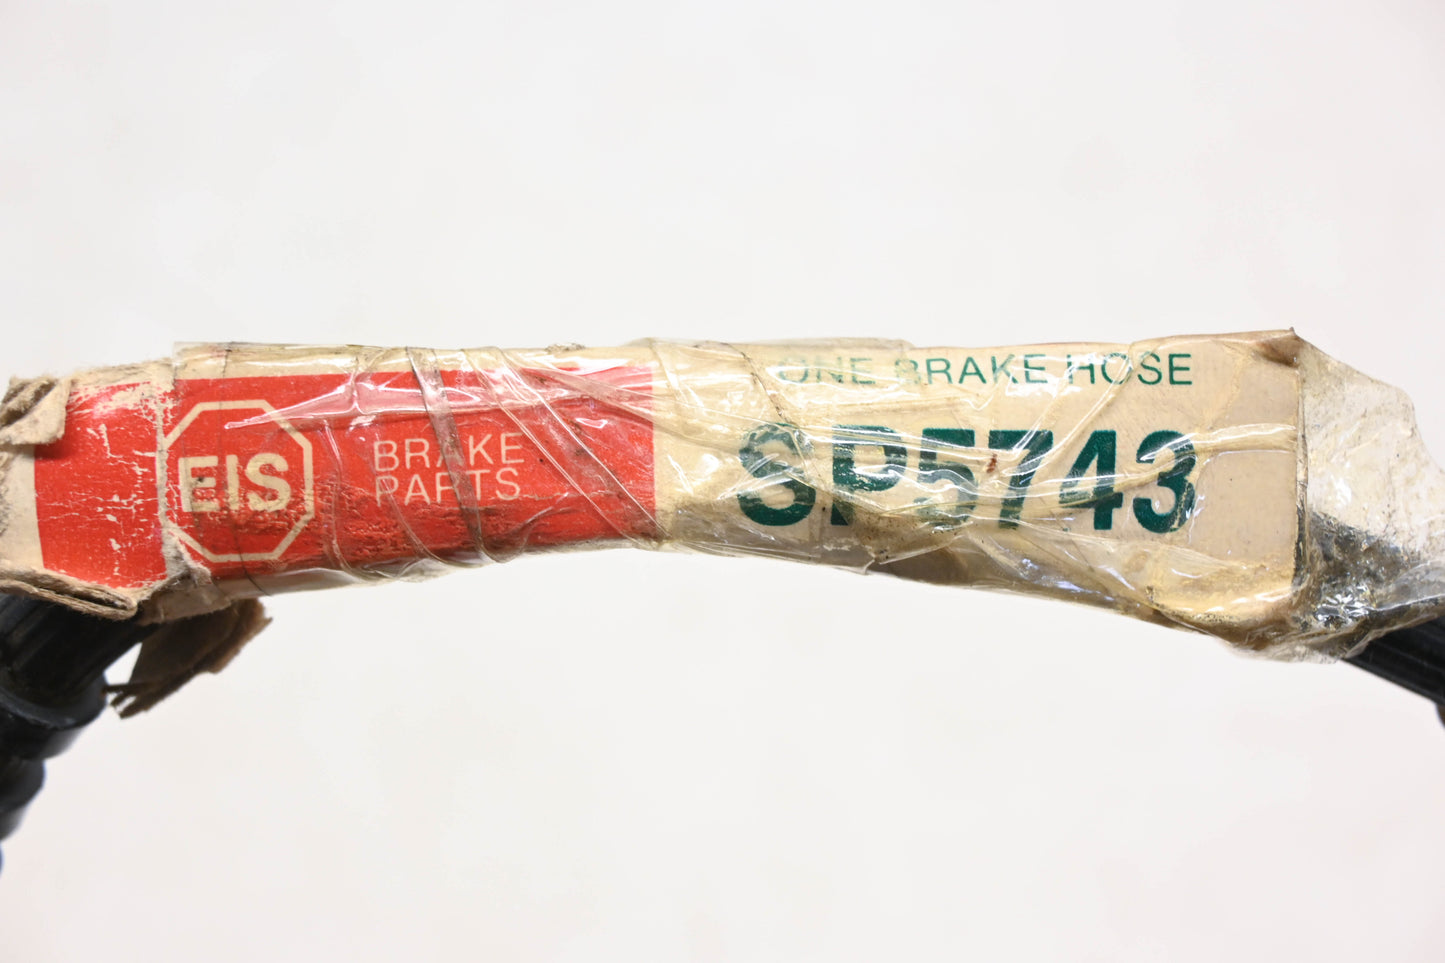 EIS
BRAKE
PARTS
ONE BRAKE HOSE
SP5743